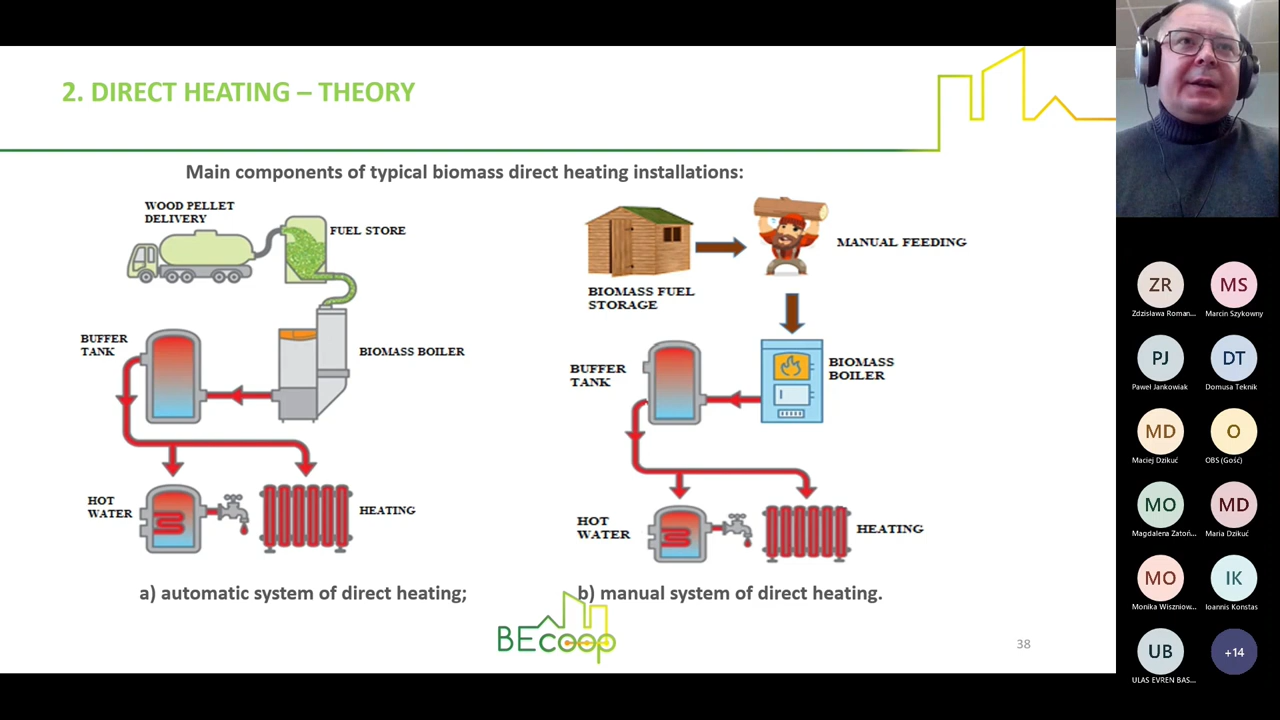 2. DIRECT HEATING – THEORY
Main components of typical biomass direct heating installations:
WOOD PELLET
DELIVERY
FUEL STORE
BUFFER
TANK
BIOMASS BOILER
HOT
WATER
HEATING
a) automatic system of direct heating;
BIOMASS FUEL
STORAGE
MANUAL FEEDING
BUFFER
TANK
BIOMASS
BOILER
HOT
WATER
HEATING
b) manual system of direct heating.
BECOOP
38
ZR
Zdzisława Roman...
MS
Marcin Szykowny
PJ
Paweł Jankowiak
DT
Domusa Teknik
MD
Maciej Dzikuć
O
OBS (Gość)
MO
Magdalena Zatoń...
MD
Maria Dzikuć
MO
Monika Wiszniow...
IK
Ioannis Konstas
UB
ULAS EVREN BAS...
+14